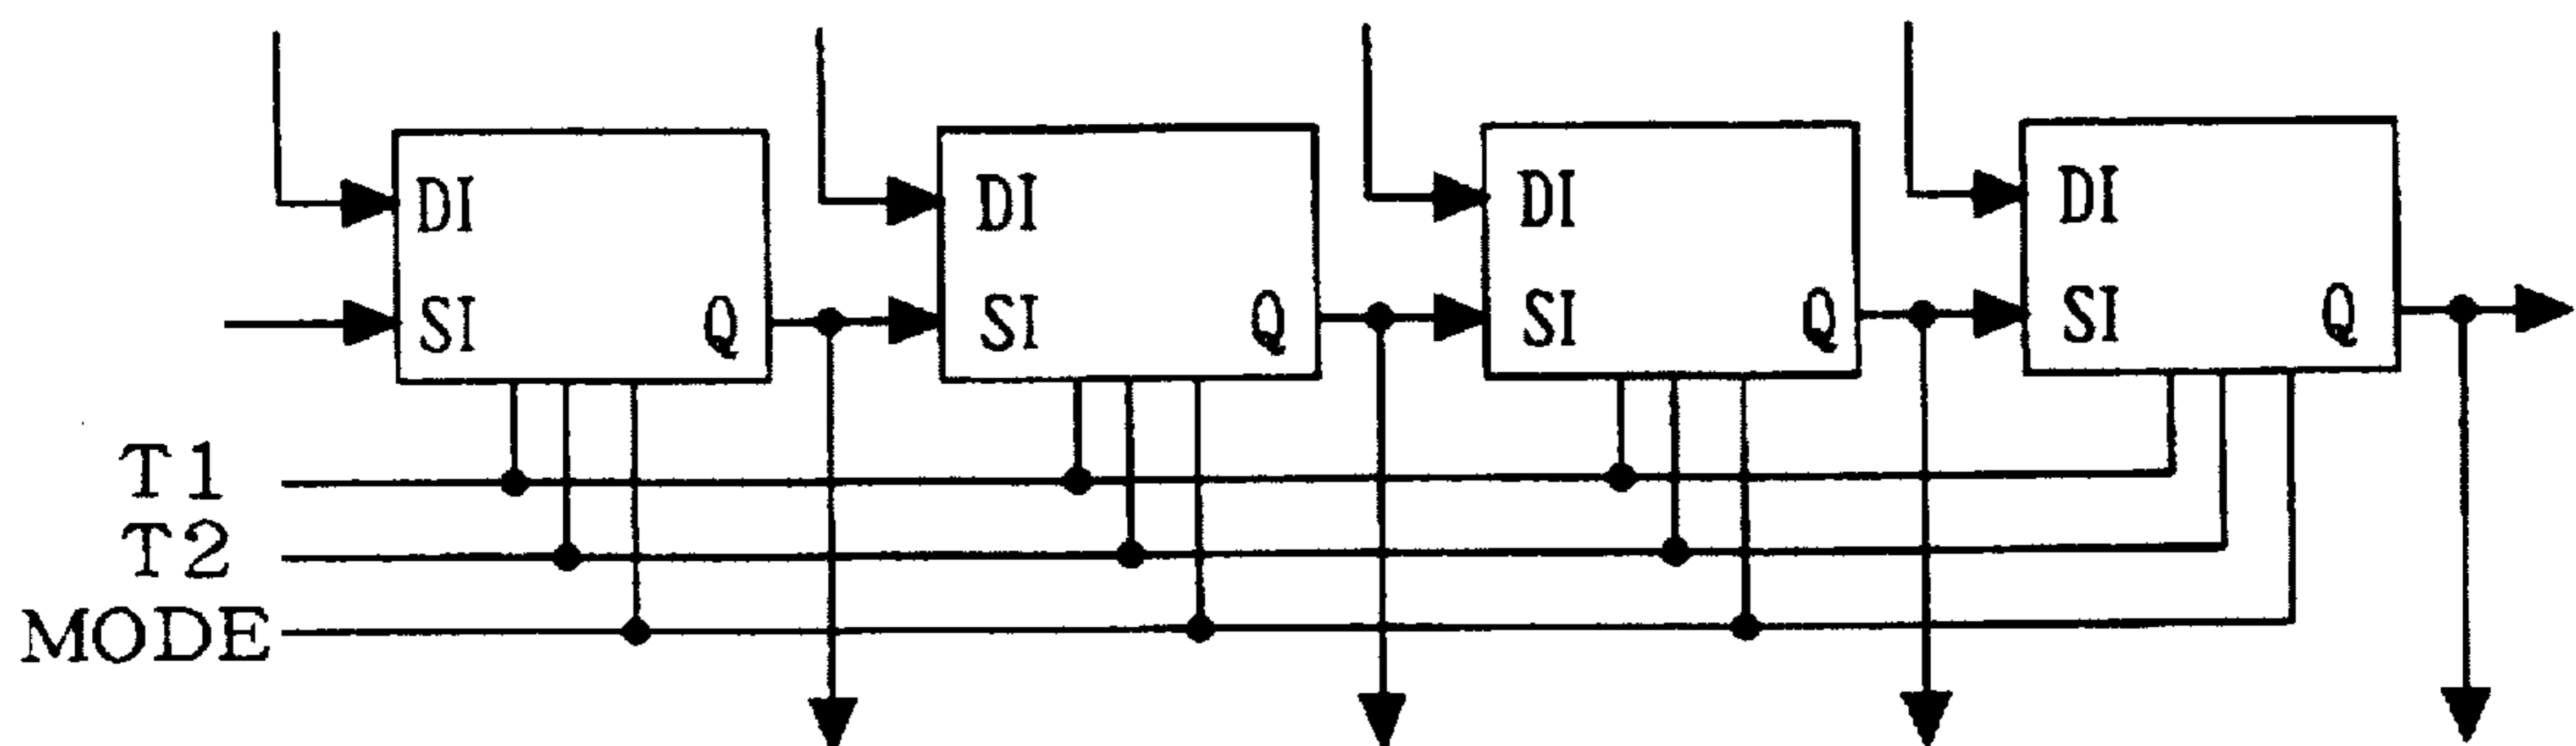 DI DI DI DI
SI Q SI Q SI Q SI Q
T1
T2
MODE